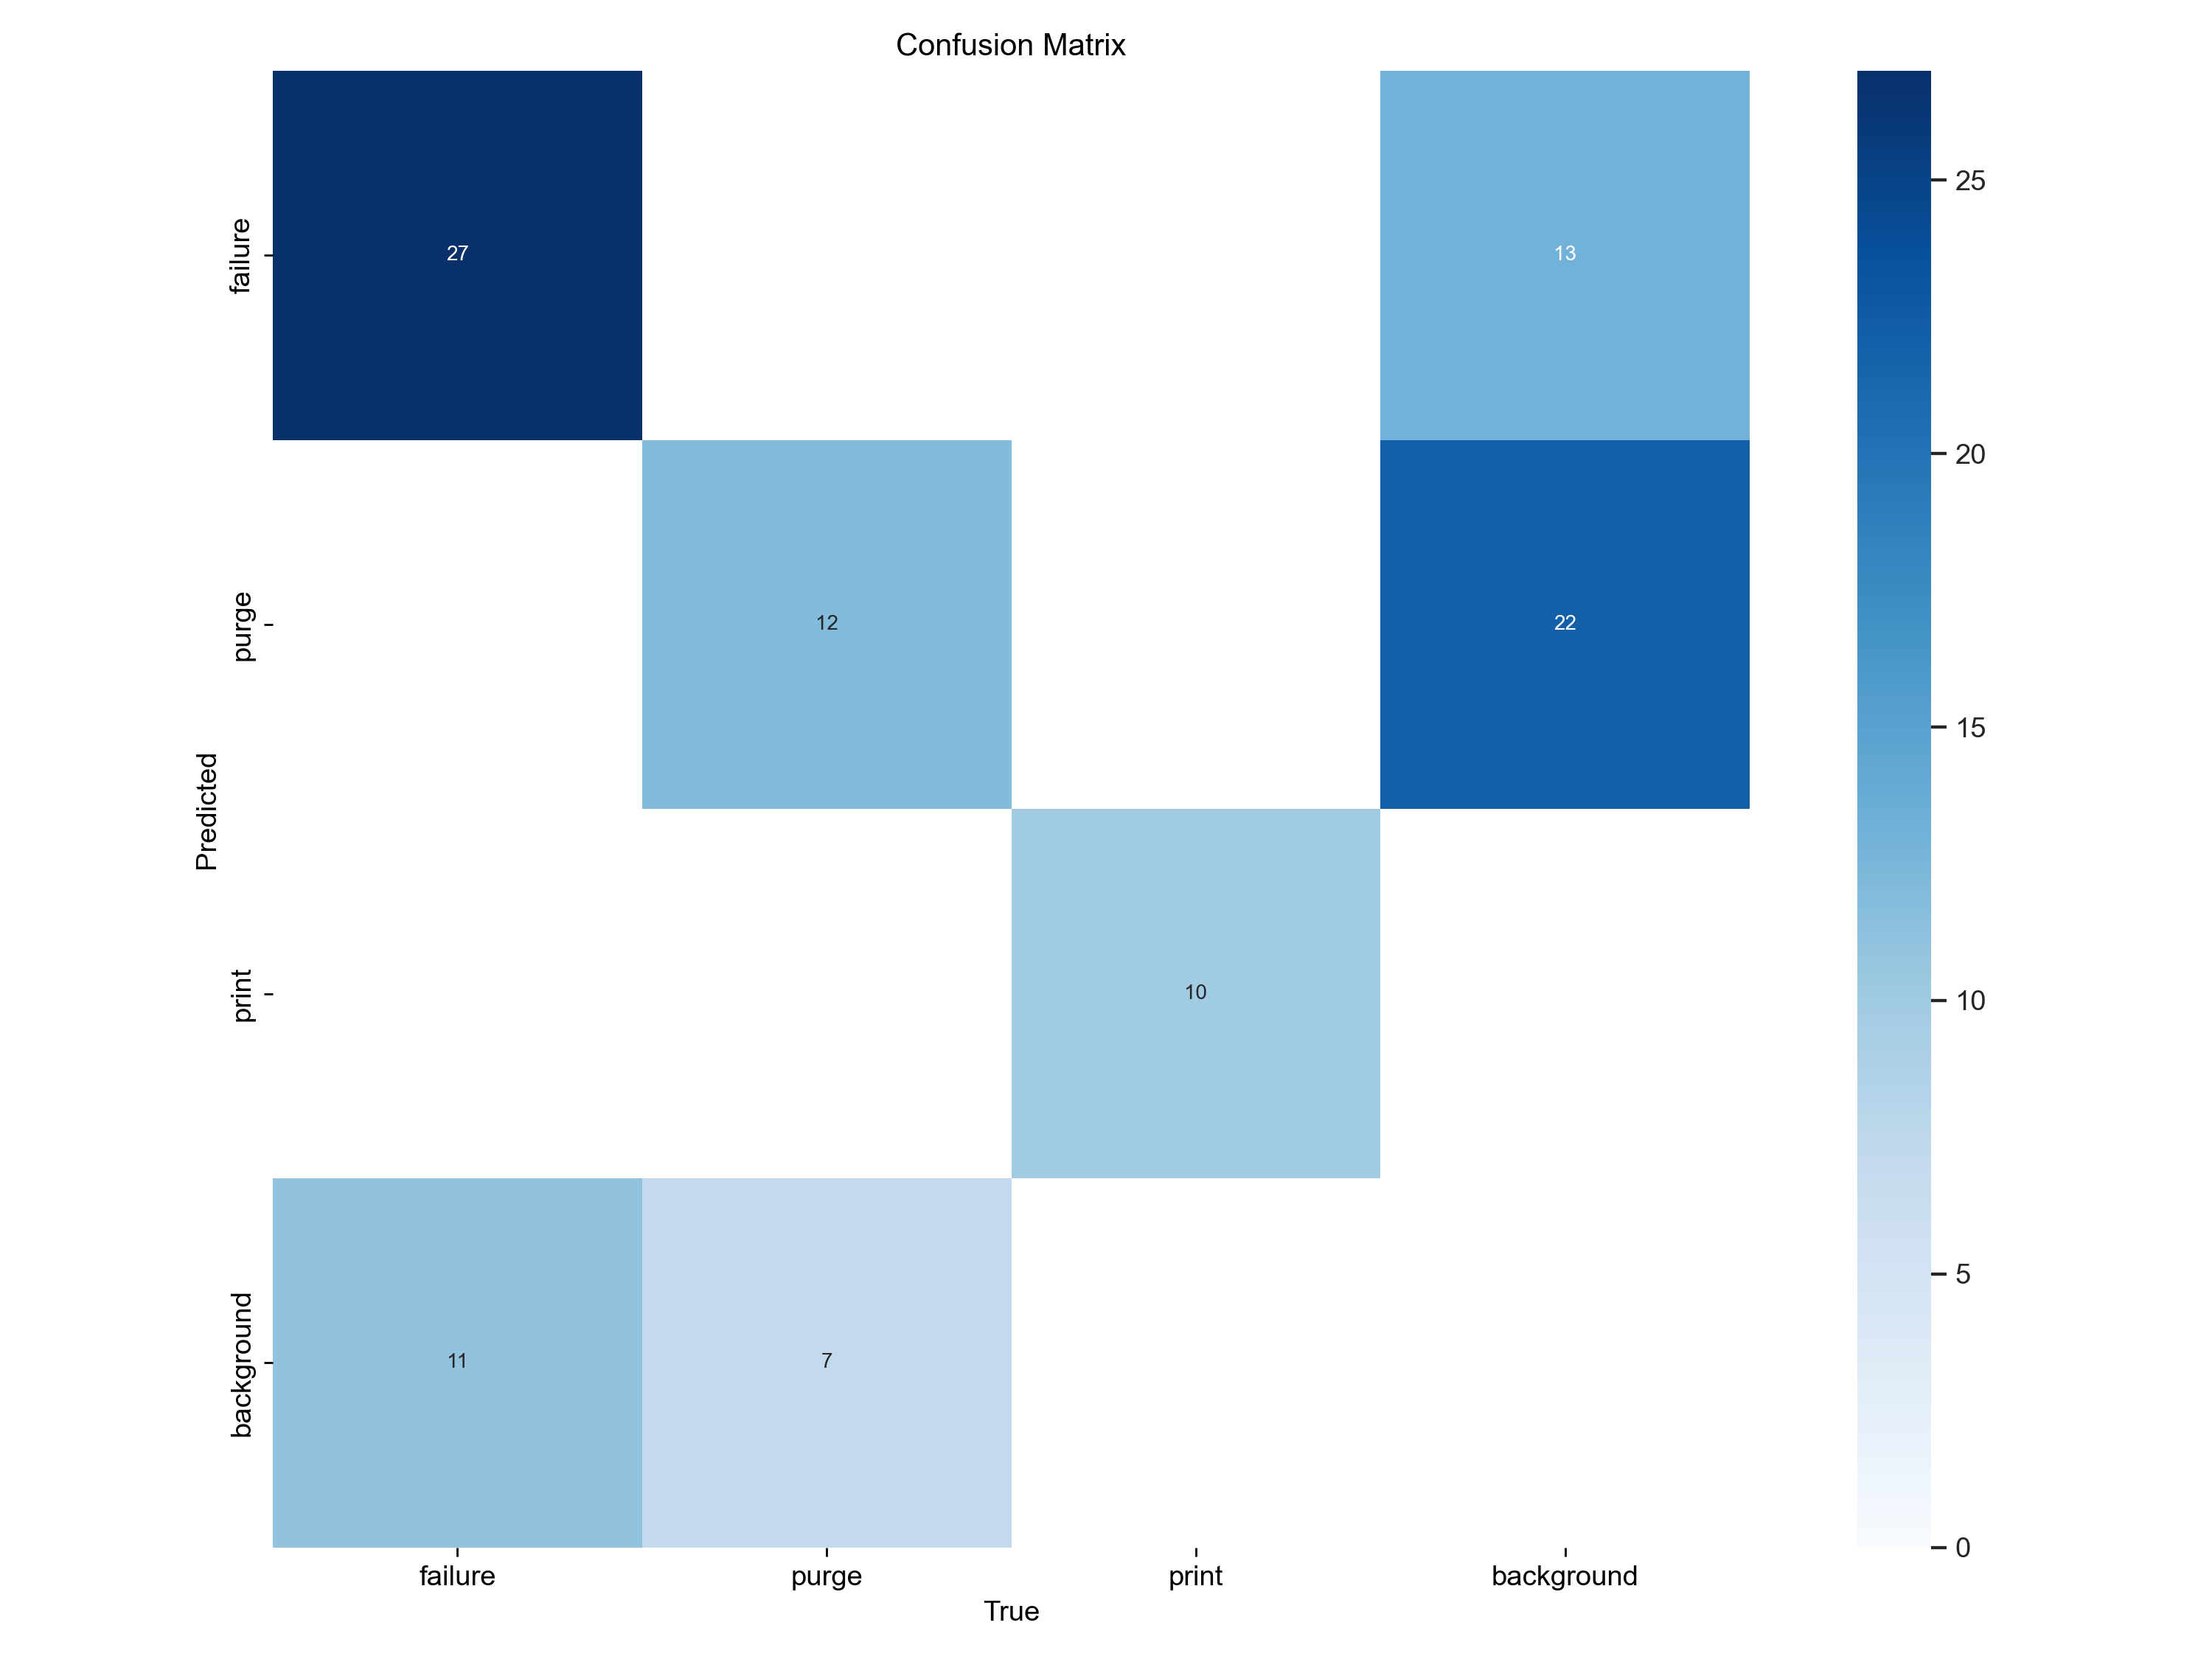 Confusion Matrix
failure
27
13
25
20
purge
12
22
Predicted
15
print
10
10
background
11
7
5
0
failure
purge
print
background
True